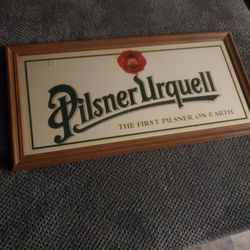 Pilsner Urquell
THE FIRST PILSNER ON EARTH